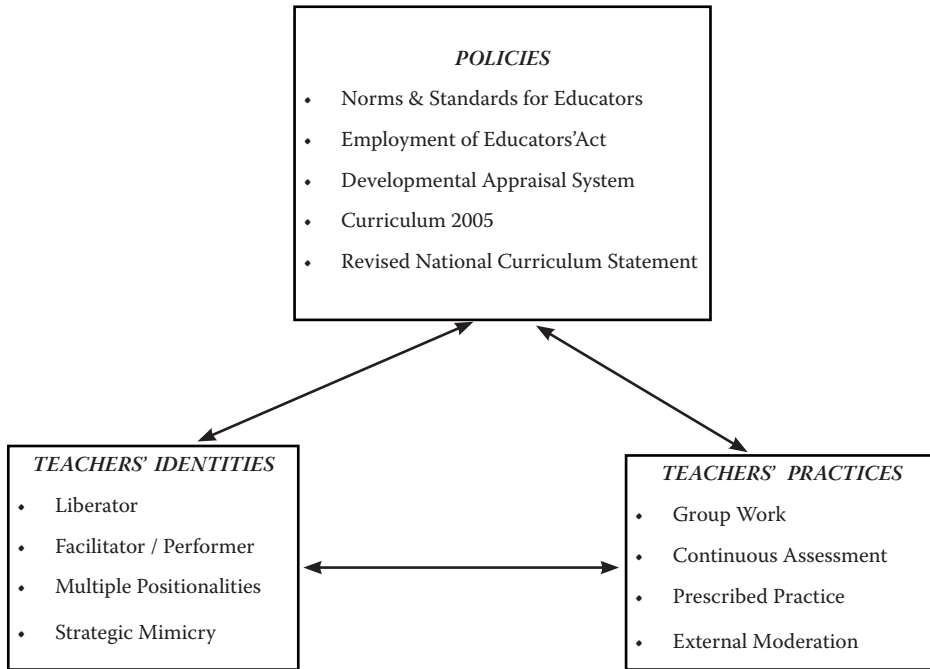 POLICIES
• Norms & Standards for Educators
• Employment of Educators'Act
• Developmental Appraisal System
• Curriculum 2005
• Revised National Curriculum Statement
TEACHERS' IDENTITIES
• Liberator
• Facilitator / Performer
• Multiple Positionalities
• Strategic Mimicry
TEACHERS' PRACTICES
• Group Work
• Continuous Assessment
• Prescribed Practice
• External Moderation